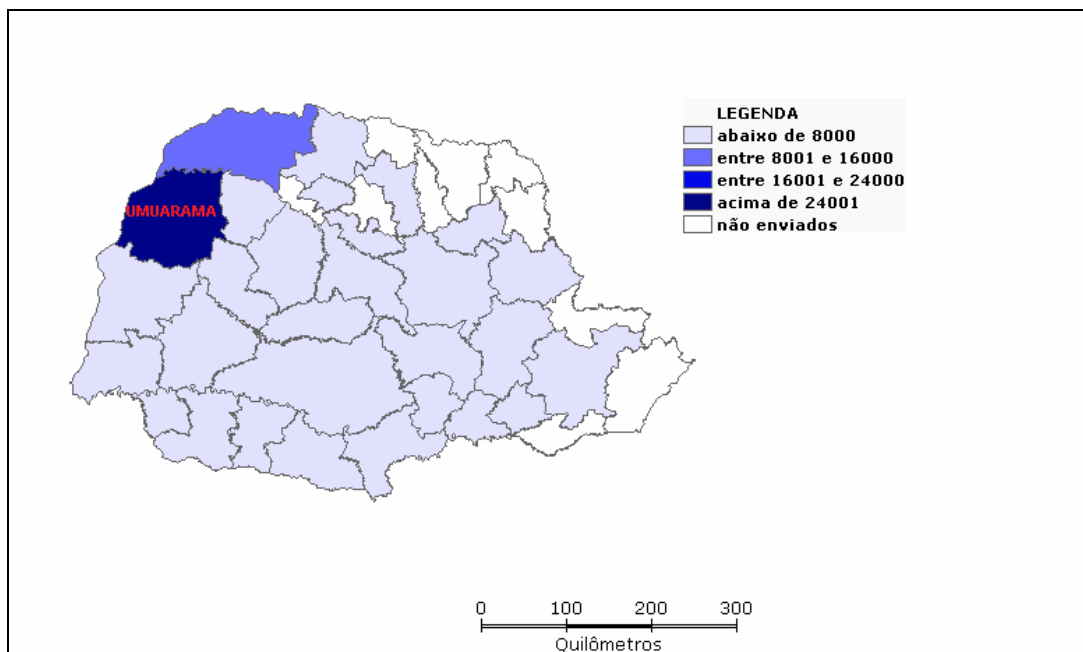 LEGENDA
abaixo de 8000
entre 8001 e 16000
entre 16001 e 24000
acima de 24001
não enviados
UMUARAMA
0 100 200 300
Quilômetros